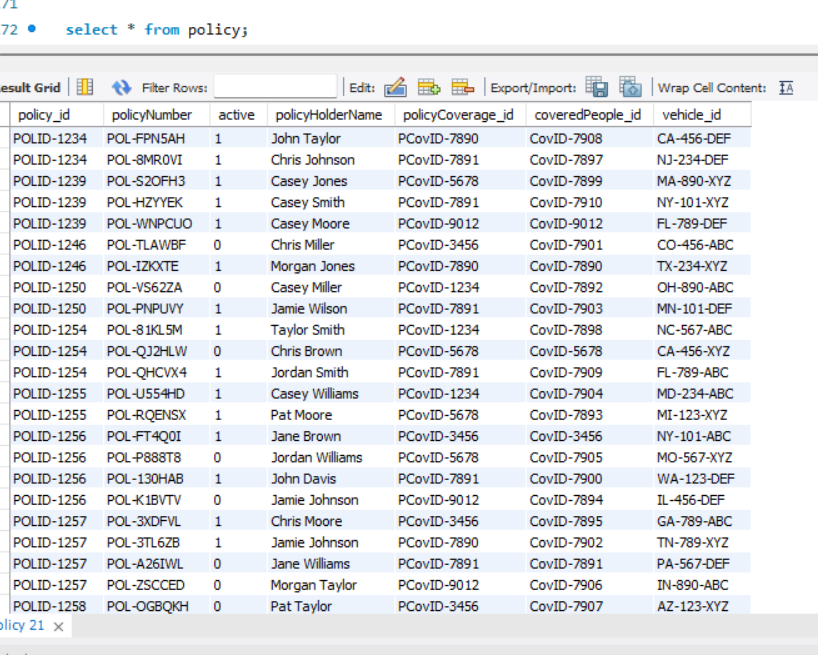 71
72 select * from policy;
esult Grid Filter Rows: Edit: Export/Import: Wrap Cell Content:
policy_id policyNumber active policyHolderName policyCoverage_id coveredPeople_id vehicle_id
POLID-1234 POL-FPN5AH 1 John Taylor PCovID-7890 CovID-7908 CA-456-DEF
POLID-1234 POL-8MR0VI 1 Chris Johnson PCovID-7891 CovID-7897 NJ-234-DEF
POLID-1239 POL-S2OFH3 1 Casey Jones PCovID-5678 CovID-7899 MA-890-XYZ
POLID-1239 POL-HZYYEK 1 Casey Smith PCovID-7891 CovID-7910 NY-101-XYZ
POLID-1239 POL-WNPCUO 1 Casey Moore PCovID-9012 CovID-9012 FL-789-DEF
POLID-1246 POL-TLAWBF 0 Chris Miller PCovID-3456 CovID-7901 CO-456-ABC
POLID-1246 POL-IZKXTE 1 Morgan Jones PCovID-7890 CovID-7890 TX-234-XYZ
POLID-1250 POL-VS62ZA 0 Casey Miller PCovID-1234 CovID-7892 OH-890-ABC
POLID-1250 POL-PNPUVY 1 Jamie Wilson PCovID-7891 CovID-7903 MN-101-DEF
POLID-1254 POL-81KL5M 1 Taylor Smith PCovID-1234 CovID-7898 NC-567-ABC
POLID-1254 POL-QJ2HLW 0 Chris Brown PCovID-5678 CovID-5678 CA-456-XYZ
POLID-1254 POL-QHCVX4 1 Jordan Smith PCovID-7891 CovID-7909 FL-789-ABC
POLID-1255 POL-U554HD 1 Casey Williams PCovID-1234 CovID-7904 MD-234-ABC
POLID-1255 POL-RQENSX 1 Pat Moore PCovID-5678 CovID-7893 MI-123-XYZ
POLID-1256 POL-FT4Q0I 1 Jane Brown PCovID-3456 CovID-3456 NY-101-ABC
POLID-1256 POL-P888T8 0 Jordan Williams PCovID-5678 CovID-7905 MO-567-XYZ
POLID-1256 POL-130HAB 1 John Davis PCovID-7891 CovID-7900 WA-123-DEF
POLID-1256 POL-K1BVTV 0 Jamie Johnson PCovID-9012 CovID-7894 IL-456-DEF
POLID-1257 POL-3XDFVL 1 Chris Moore PCovID-3456 CovID-7895 GA-789-ABC
POLID-1257 POL-3TL6ZB 1 Jamie Johnson PCovID-7890 CovID-7902 TN-789-XYZ
POLID-1257 POL-A26IWL 0 Jane Williams PCovID-7891 CovID-7891 PA-567-DEF
POLID-1257 POL-ZSCCED 0 Morgan Taylor PCovID-9012 CovID-7906 IN-890-ABC
POLID-1258 POL-OGBQKH 0 Pat Taylor PCovID-3456 CovID-7907 AZ-123-XYZ
olicy 21